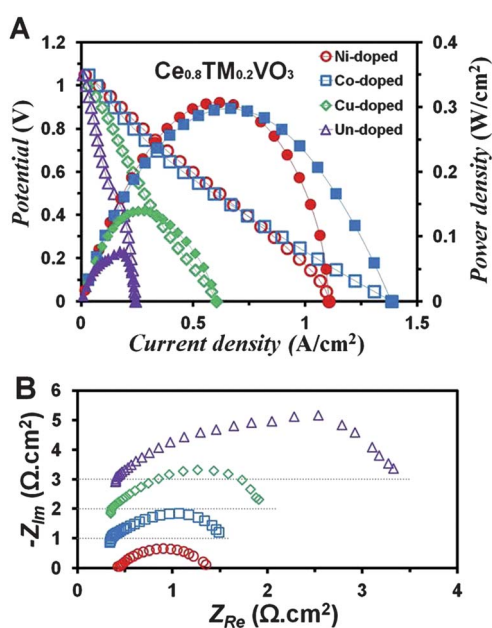 A
1.2
1
0.8
0.6
0.4
0.2
0
Potential (V)
Ce0.8TM0.2VO3
Ni-doped
Co-doped
Cu-doped
Un-doped
0.4
0.3
0.2
0.1
0
Power density (W/cm²)
0 0.5 1 1.5
Current density (A/cm²)
B
6
5
4
3
2
1
0
-ZIm (Ω.cm²)
0 1 2 3 4
ZRe (Ω.cm²)